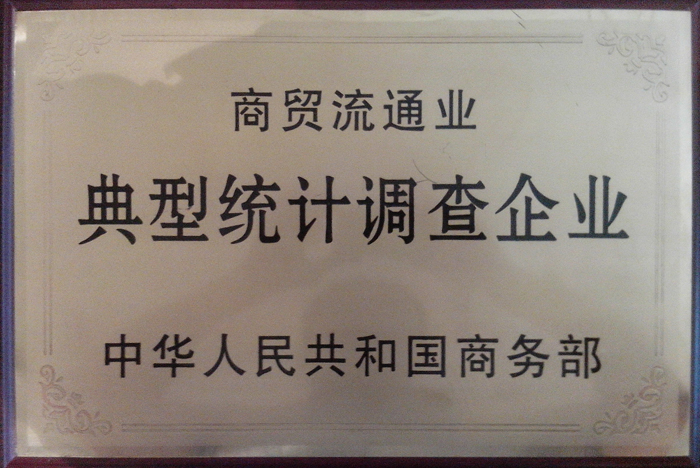 商贸流通业
典型统计调查企业
中华人民共和国商务部